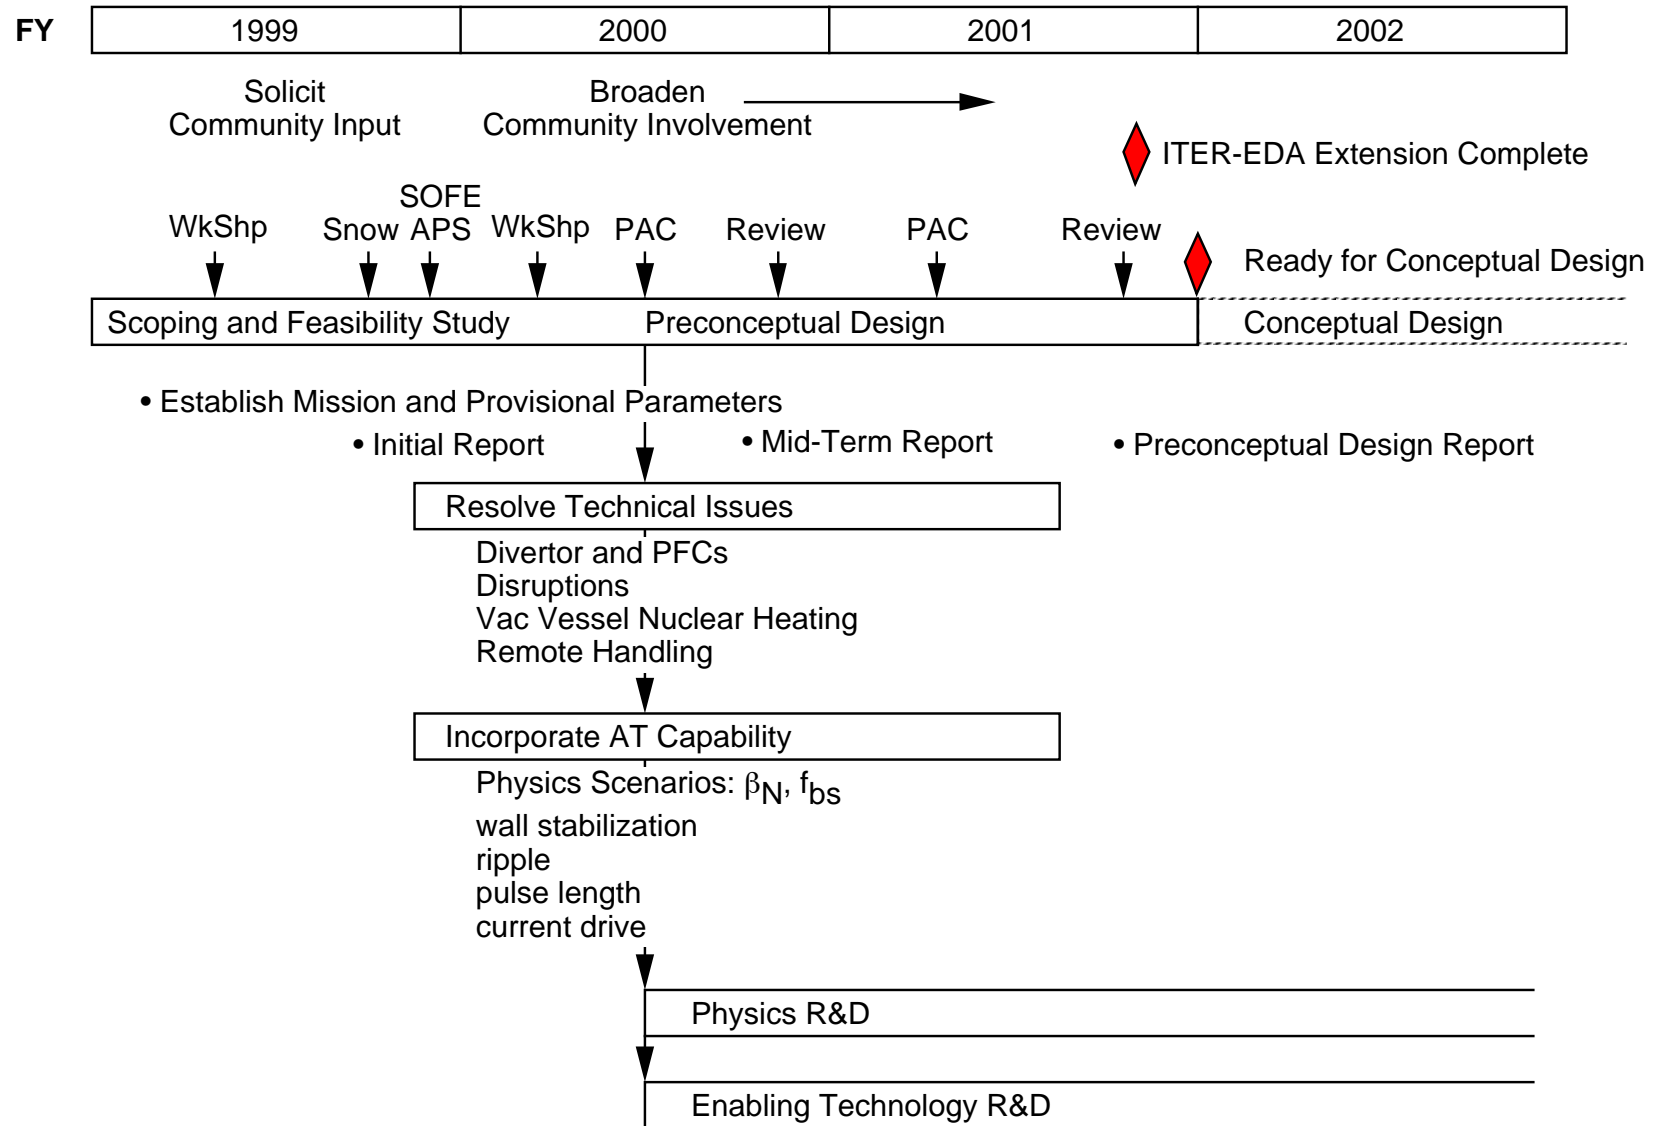 FY 1999 2000 2001 2002
Solicit
Community Input
Broaden
Community Involvement
ITER-EDA Extension Complete
SOFE
WkShp Snow APS WkShp PAC Review PAC Review
Ready for Conceptual Design
Scoping and Feasibility Study Preconceptual Design Conceptual Design
• Establish Mission and Provisional Parameters
• Initial Report • Mid-Term Report • Preconceptual Design Report
Resolve Technical Issues
Divertor and PFCs
Disruptions
Vac Vessel Nuclear Heating
Remote Handling
Incorporate AT Capability
Physics Scenarios: βN, fbs
wall stabilization
ripple
pulse length
current drive
Physics R&D
Enabling Technology R&D